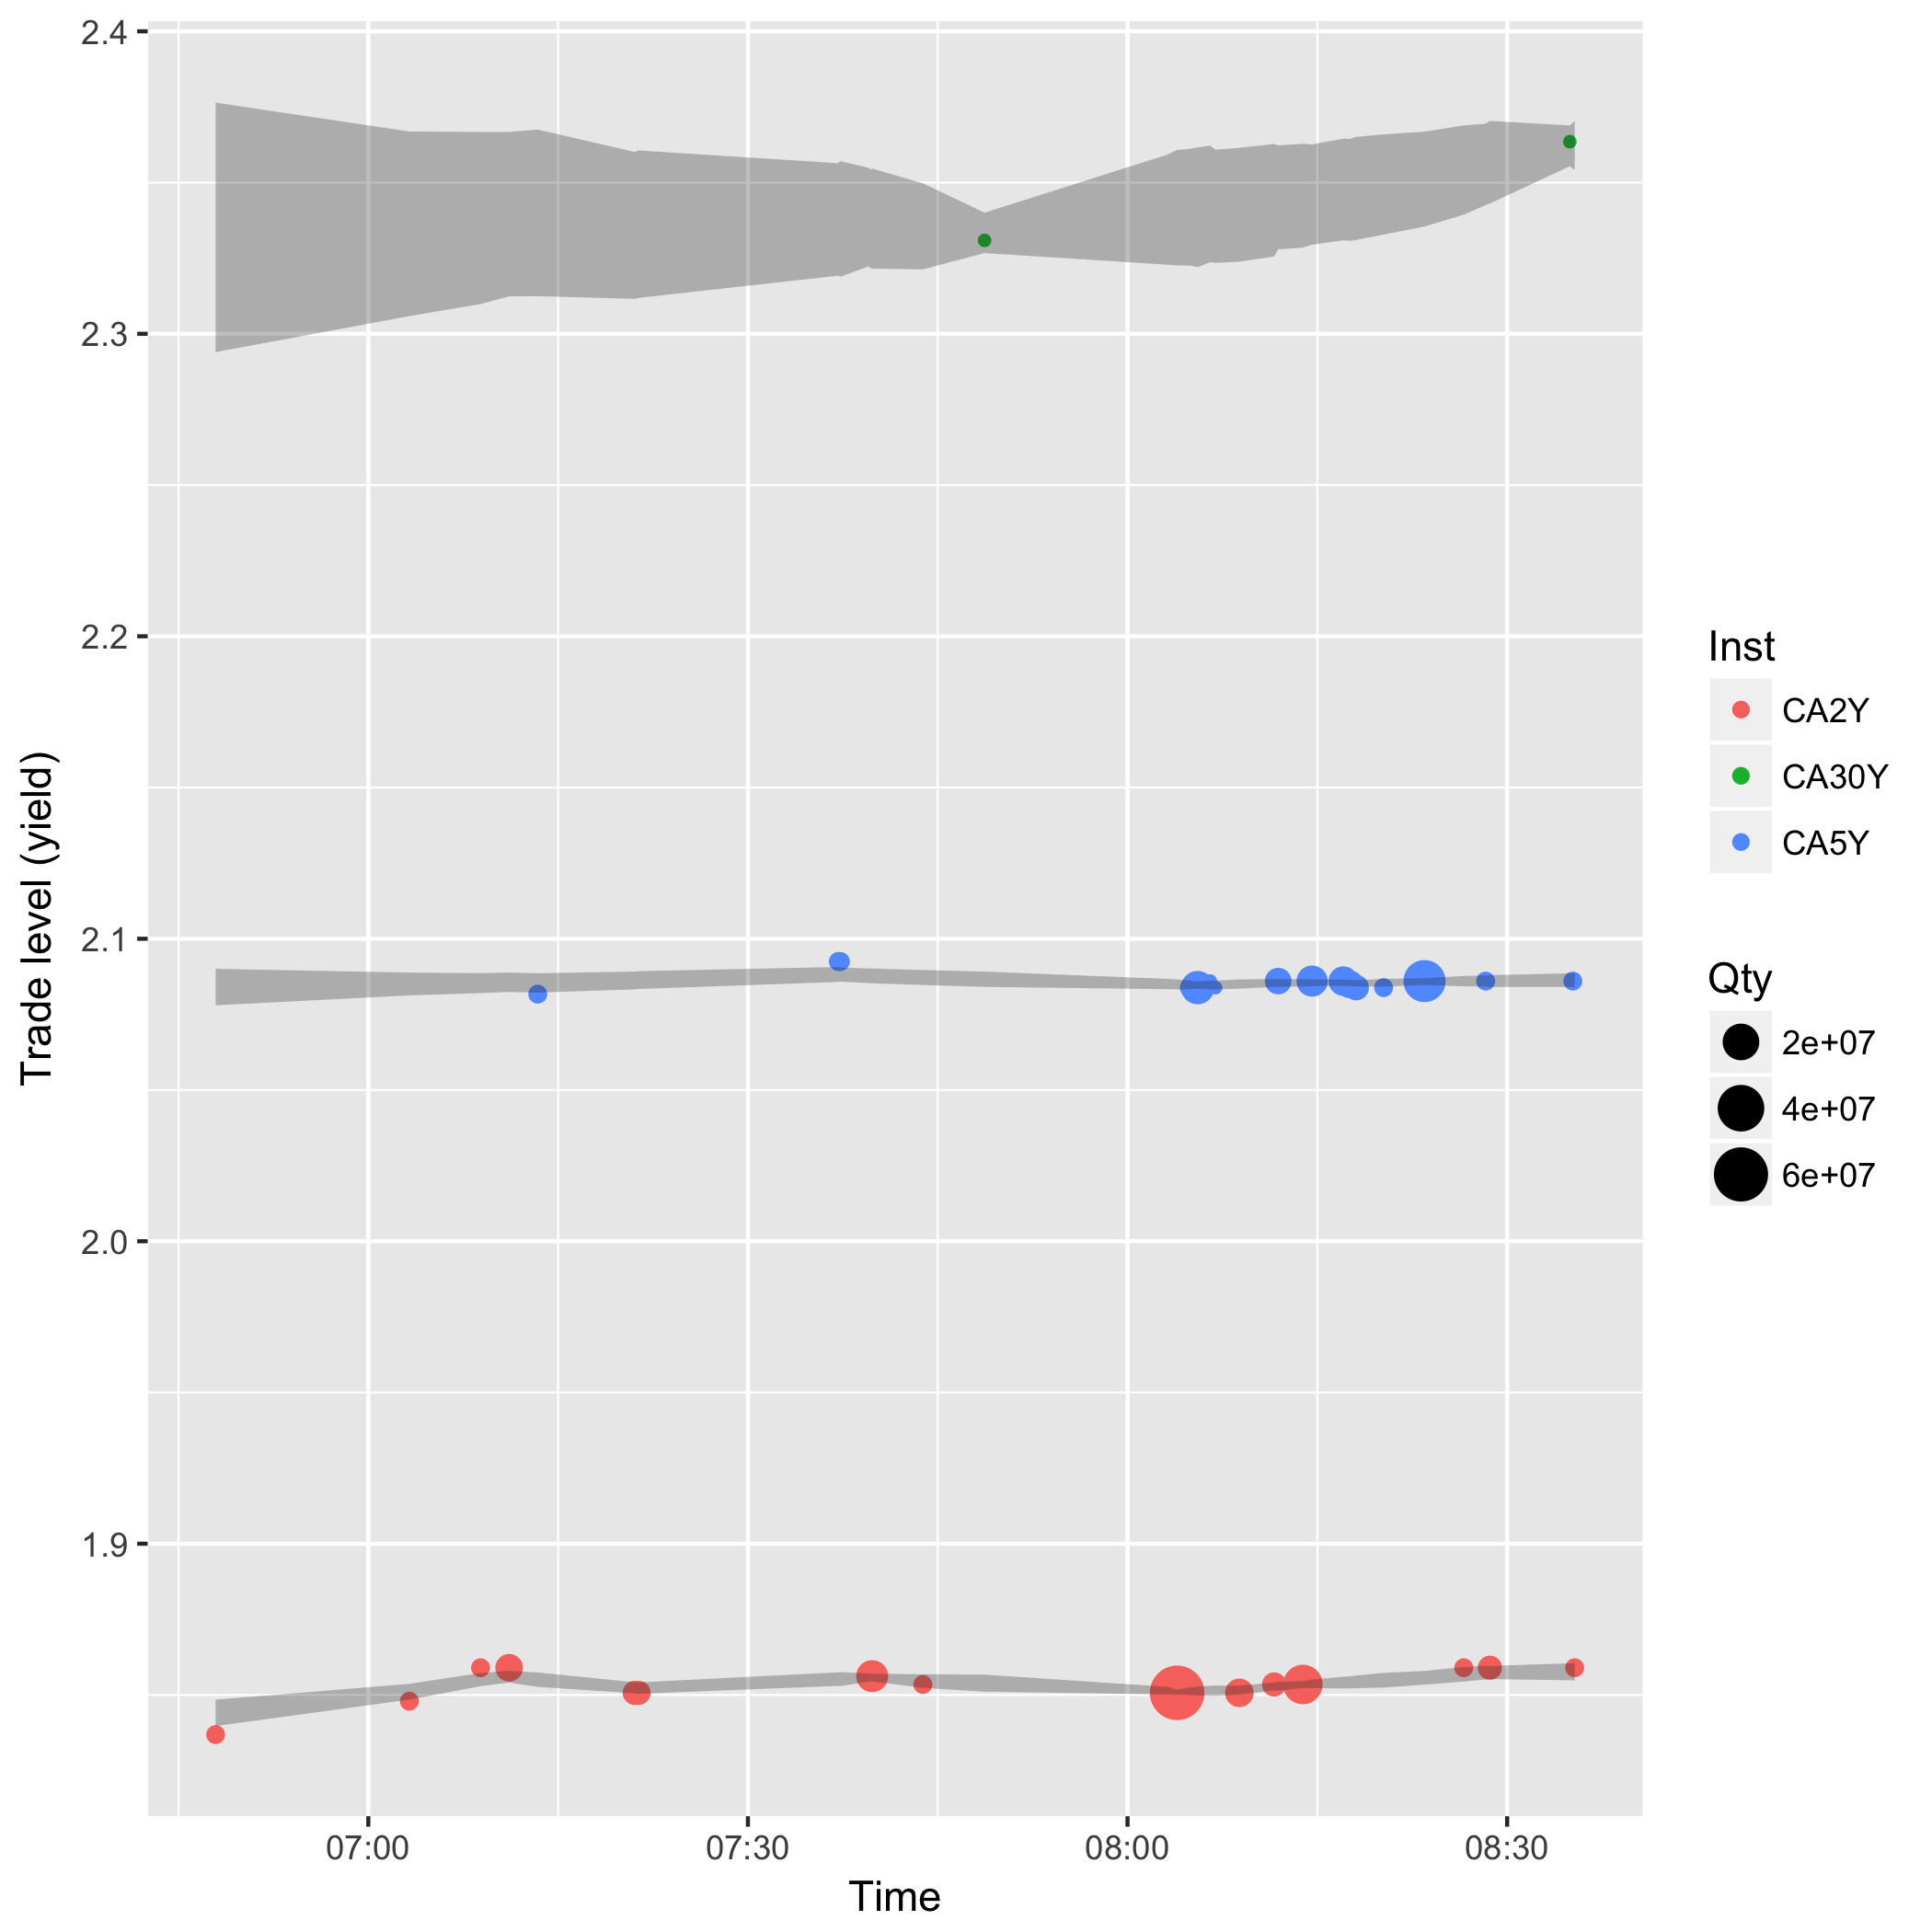 2.4
2.3
2.2
2.1
2.0
1.9
Trade level (yield)
07:00
07:30
08:00
08:30
Time
Inst
CA2Y
CA30Y
CA5Y
Qty
2e+07
4e+07
6e+07